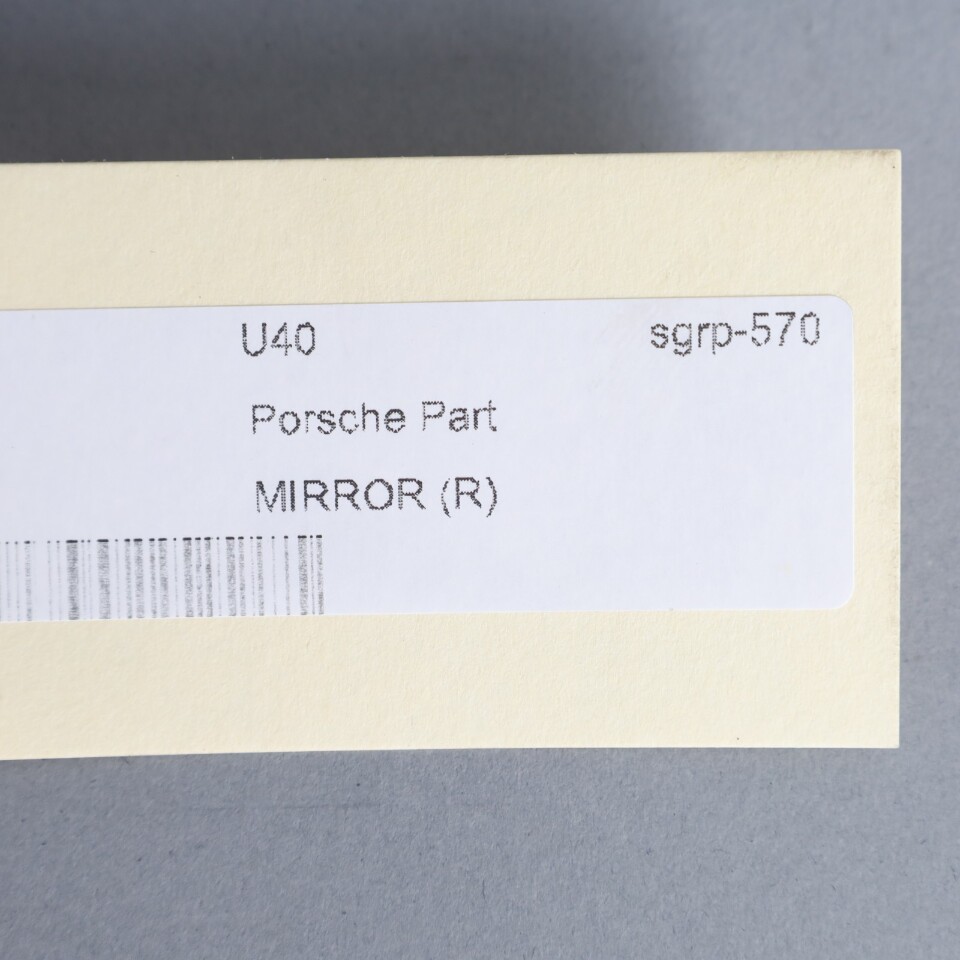 U40 sgrp-570
Porsche Part
MIRROR (R)